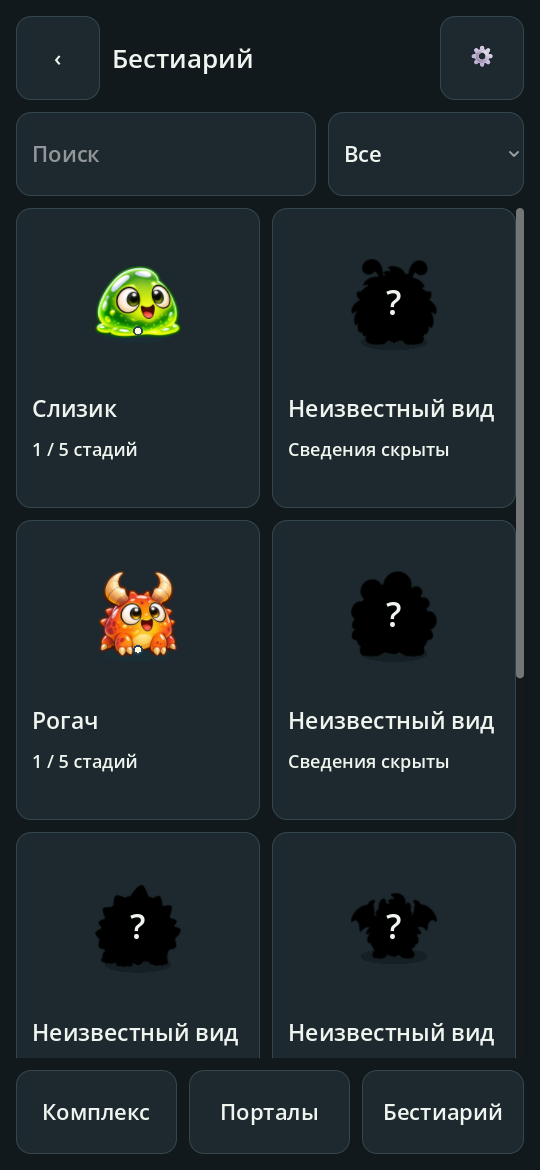 ‹ Бестиарий
Поиск Все
?
Слизик Неизвестный вид
1 / 5 стадий Сведения скрыты
?
Рогач Неизвестный вид
1 / 5 стадий Сведения скрыты
? ?
Неизвестный вид Неизвестный вид
Комплекс Порталы Бестиарий